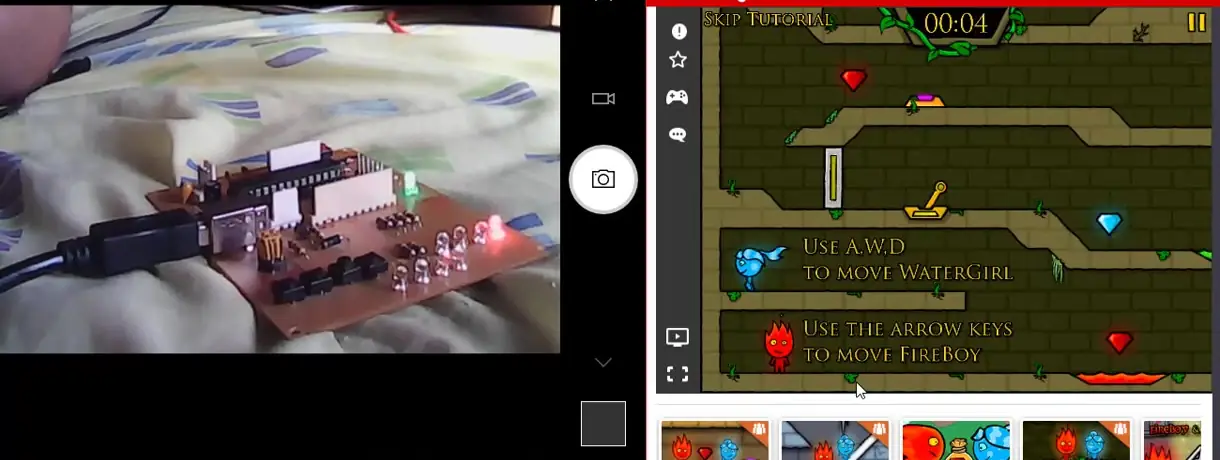 SKIP TUTORIAL
00:04
USE A,W,D
TO MOVE WATERGIRL
USE THE ARROW KEYS
TO MOVE FIREBOY